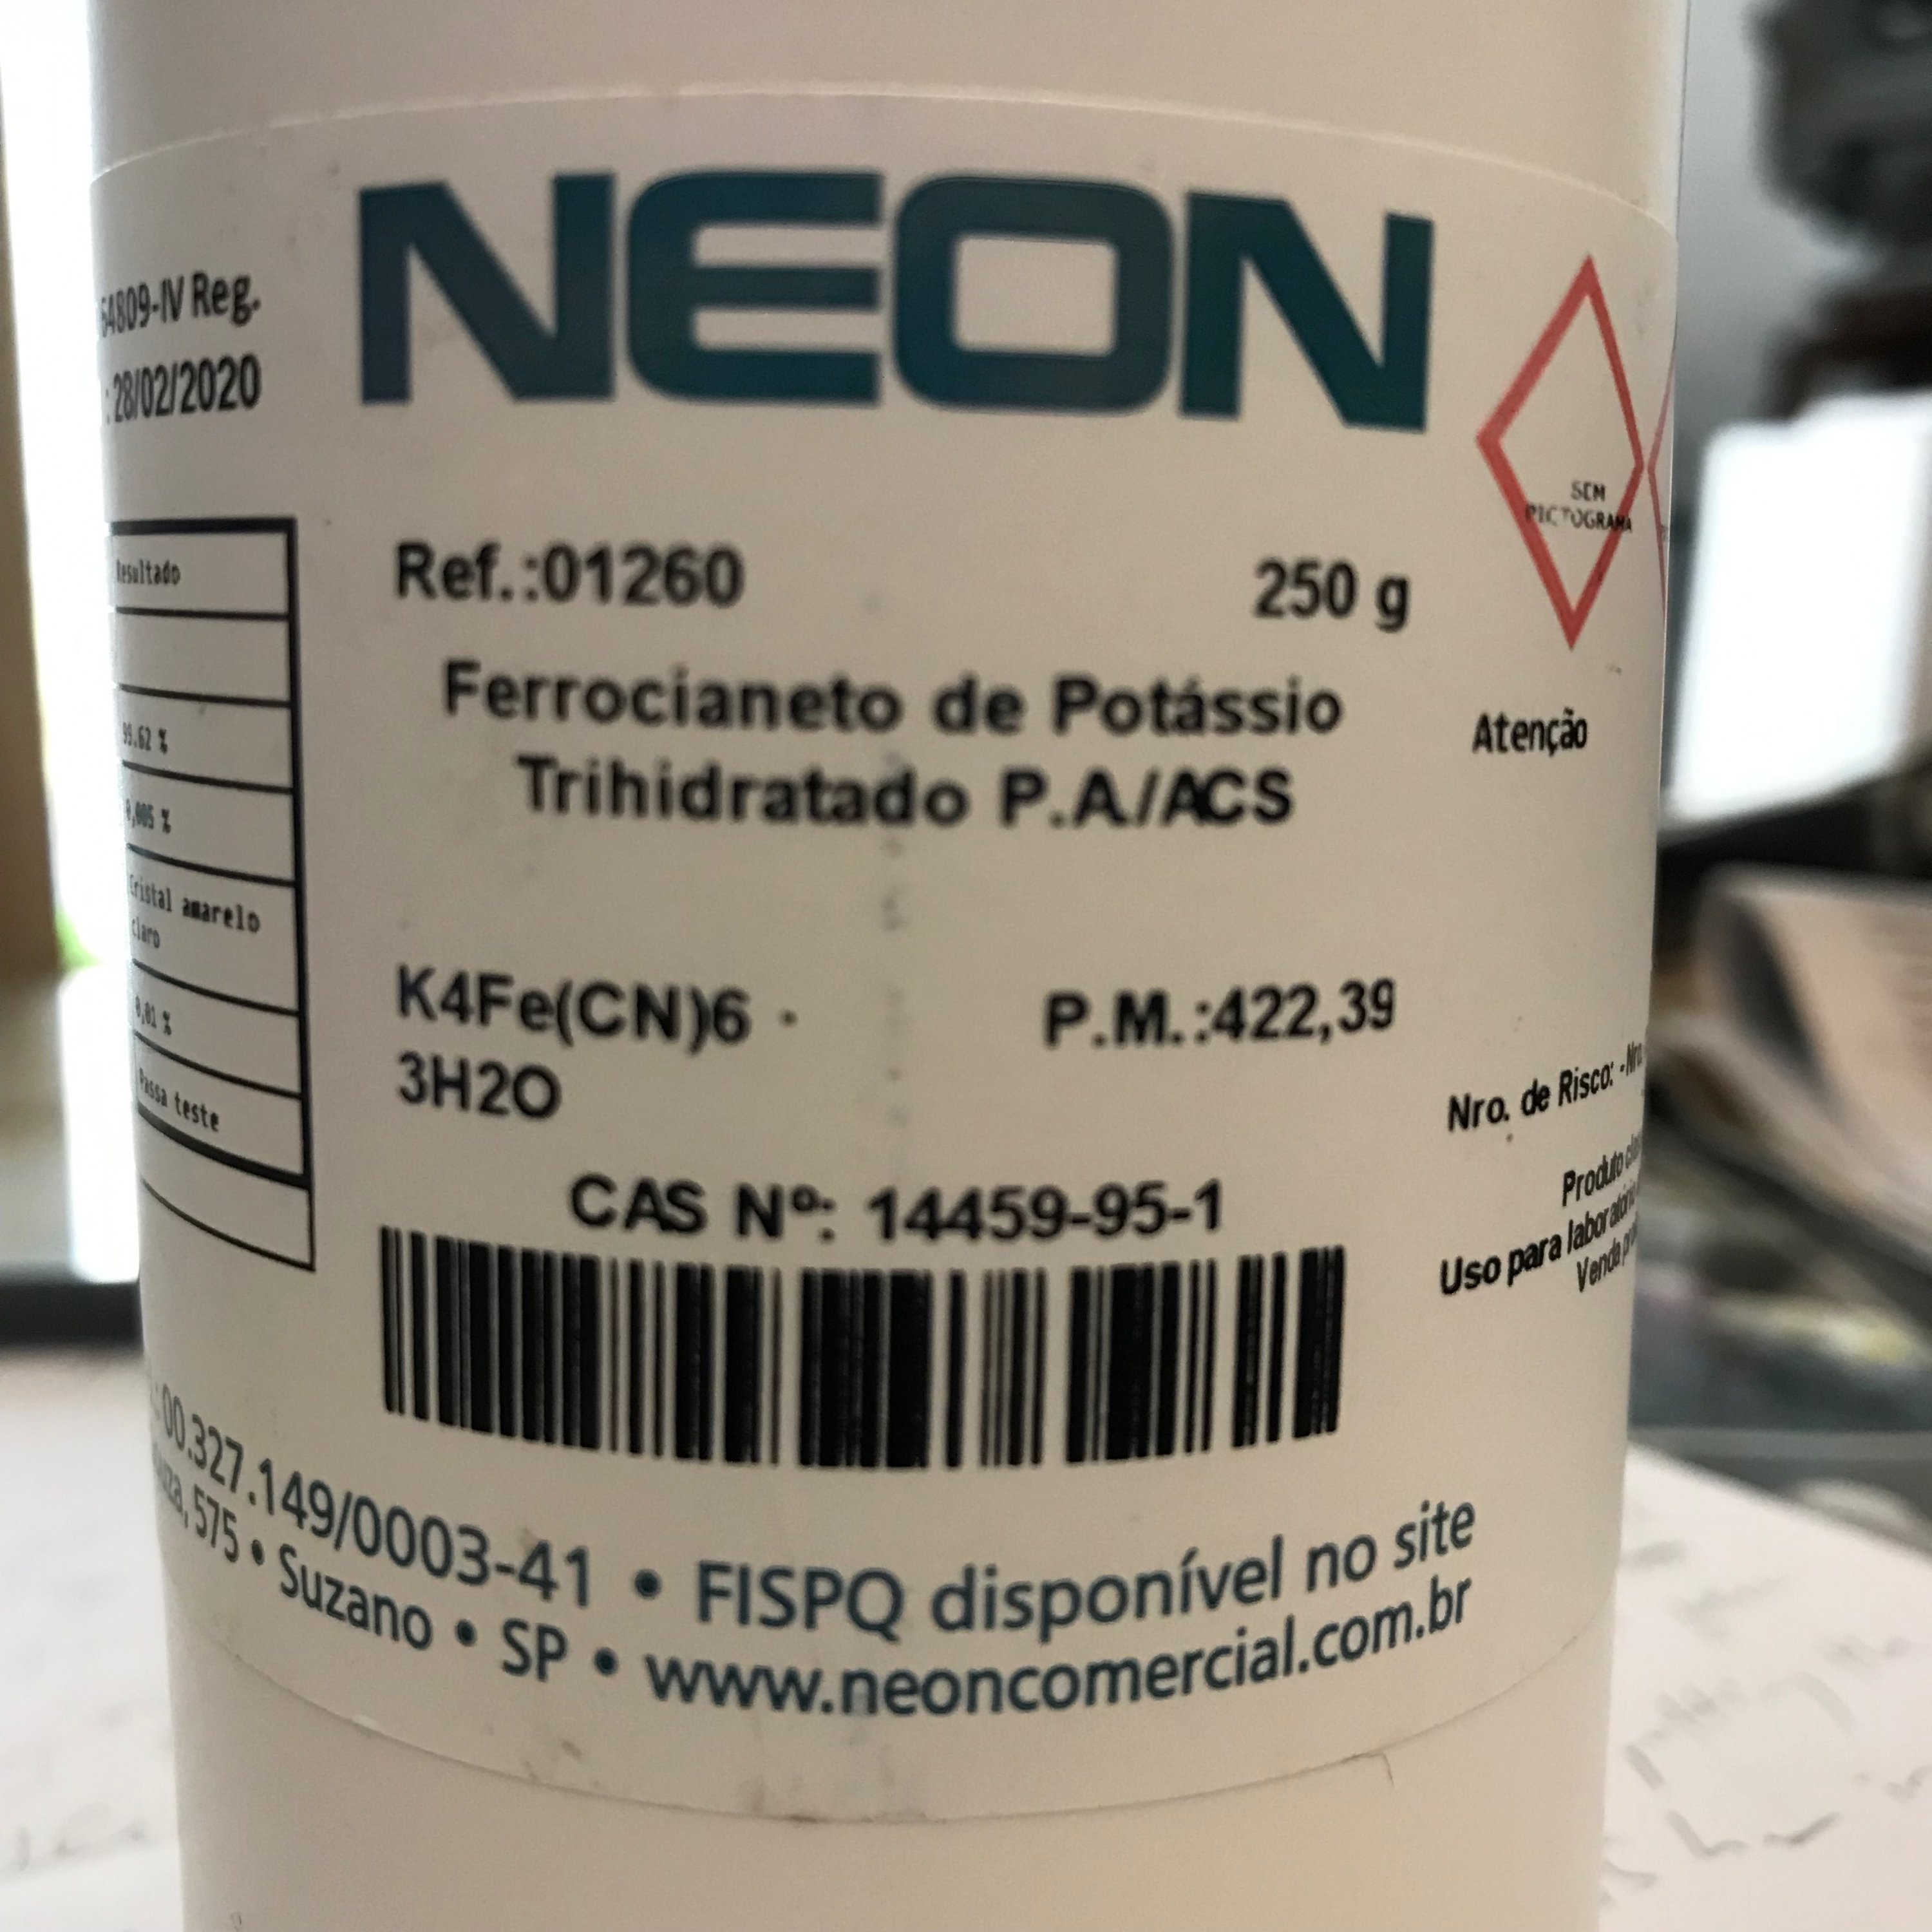 64809-IV Reg.
: 28/02/2020
NEON
SEM
PICTOGRAMA
Ref.:01260
250 g
Ferrocianeto de Potássio
Trihidratado P.A./ACS
Atenção
Resultado
99.62 %
0,005 %
Cristal amarelo
claro
0,01 %
Passa teste
K4Fe(CN)6 ·
3H2O
P.M.:422,39
CAS Nº: 14459-95-1
Nro. de Risco: -Nro.
Produto
Uso para laboratório
Venda
: 00.327.149/0003-41 • FISPQ disponível no site
575 • Suzano • SP • www.neoncomercial.com.br